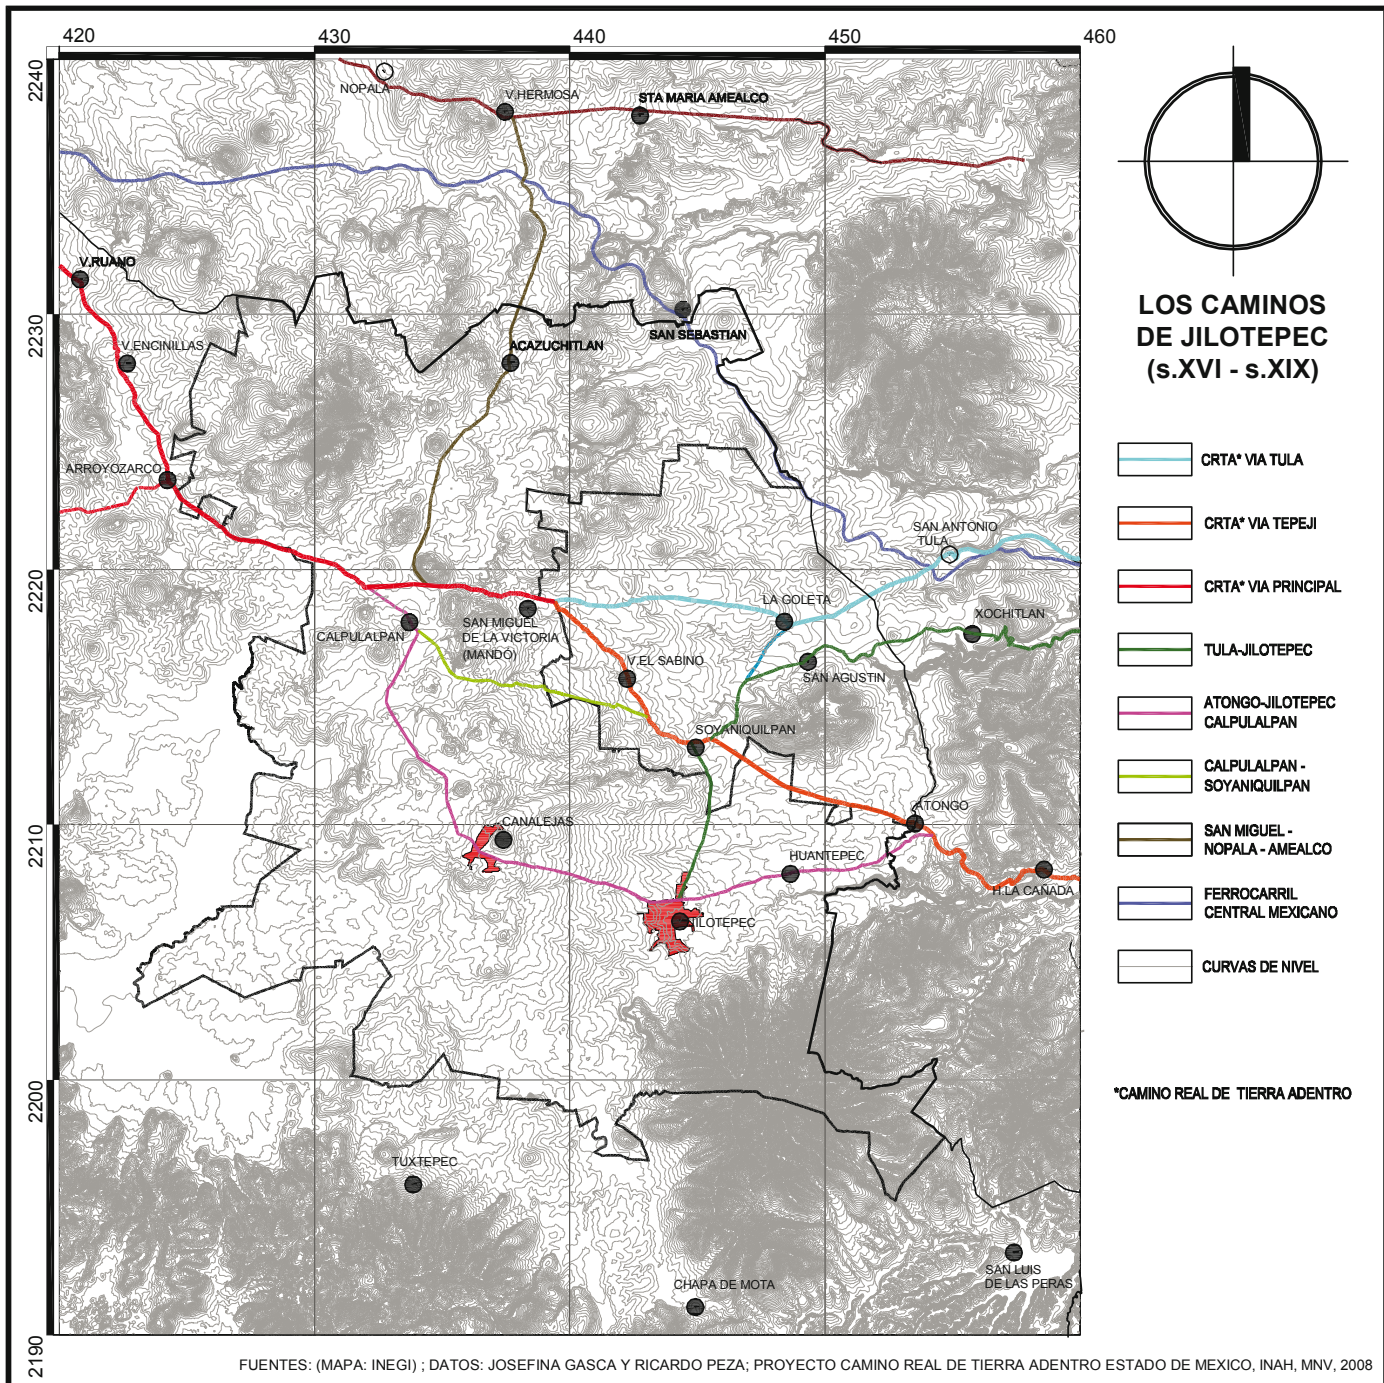 420 430 440 450 460
2240
2230
2220
2210
2200
2190
NOPALA
V.HERMOSA
STA MARIA AMEALCO
V.RUANO
V.ENCINILLAS
ACAZUCHITLAN
SAN SEBASTIAN
ARROYOZARCO
SAN ANTONIO
TULA
LA GOLETA
XOCHITLAN
CALPULALPAN
SAN MIGUEL
DE LA VICTORIA
(MANDÓ)
V.EL SABINO
SAN AGUSTIN
SOYANIQUILPAN
ATONGO
CANALEJAS
HUANTEPEC
H.LA CAÑADA
JILOTEPEC
TUXTEPEC
SAN LUIS
DE LAS PERAS
CHAPA DE MOTA
LOS CAMINOS
DE JILOTEPEC
(s.XVI - s.XIX)
CRTA* VIA TULA
CRTA* VIA TEPEJI
CRTA* VIA PRINCIPAL
TULA-JILOTEPEC
ATONGO-JILOTEPEC
CALPULALPAN
CALPULALPAN -
SOYANIQUILPAN
SAN MIGUEL -
NOPALA - AMEALCO
FERROCARRIL
CENTRAL MEXICANO
CURVAS DE NIVEL
*CAMINO REAL DE TIERRA ADENTRO
FUENTES: (MAPA: INEGI) ; DATOS: JOSEFINA GASCA Y RICARDO PEZA; PROYECTO CAMINO REAL DE TIERRA ADENTRO ESTADO DE MEXICO, INAH, MNV, 2008